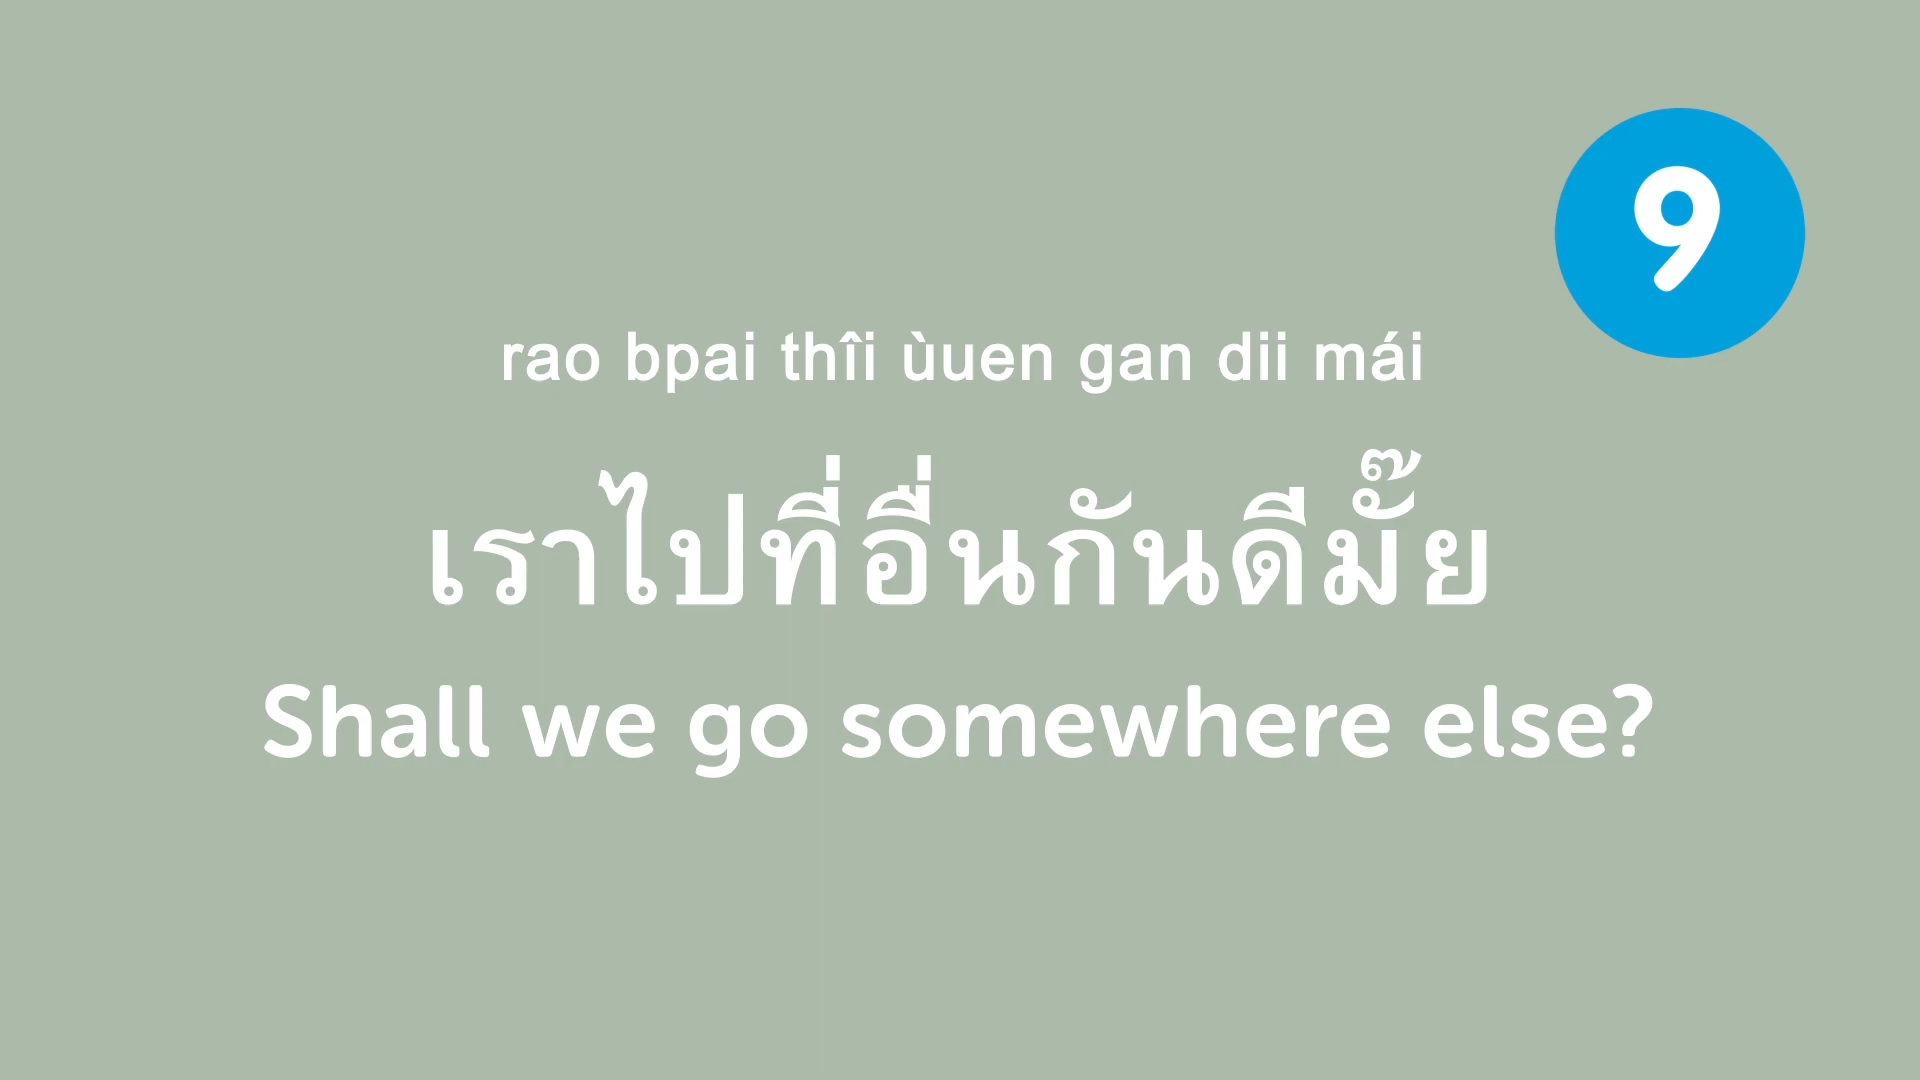 9
rao bpai thîi ùuen gan dii mái
เราไปที่อื่นกันดีมั๊ย
Shall we go somewhere else?